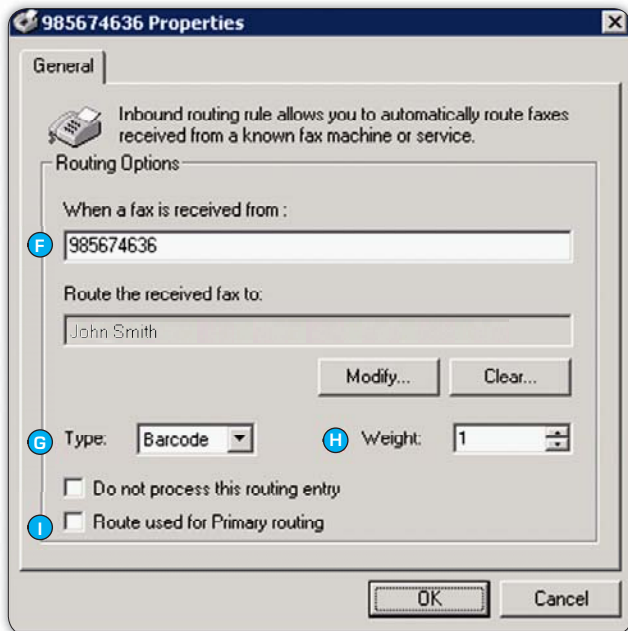 985674636 Properties
General
Inbound routing rule allows you to automatically route faxes
received from a known fax machine or service.
Routing Options
When a fax is received from :
F 985674636
Route the received fax to:
John Smith
Modify... Clear...
G Type: Barcode H Weight: 1
Do not process this routing entry
I Route used for Primary routing
OK Cancel